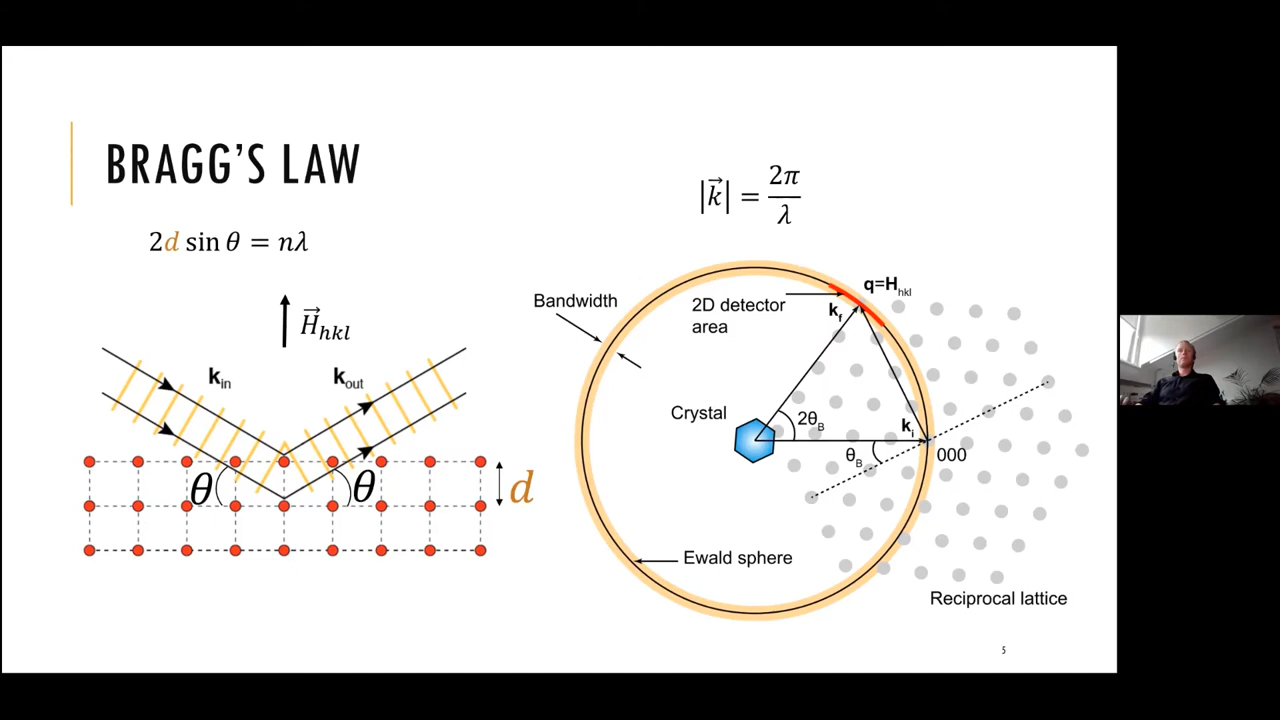 BRAGG'S LAW
2d sin θ = nλ
|k⃗| = 2π/λ
H⃗hkl
kin
kout
θ
θ
d
Bandwidth
2D detector
area
q=Hhkl
kf
Crystal
2θB
ki
θB
000
Ewald sphere
Reciprocal lattice
5